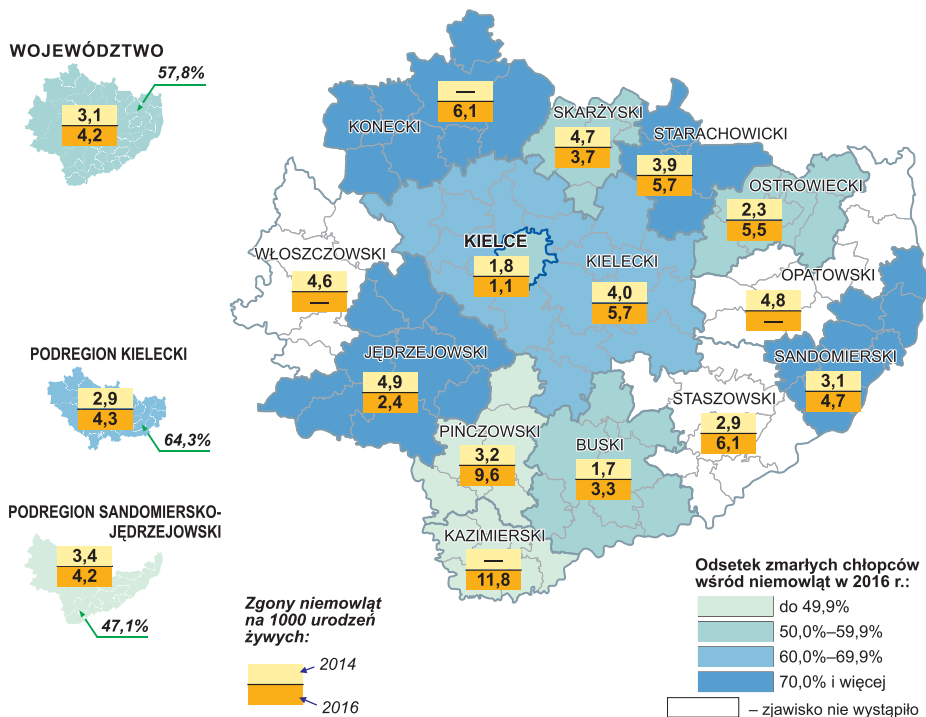 WOJEWÓDZTWO
57,8%
3,1
4,2
PODREGION KIELECKI
2,9
4,3
64,3%
PODREGION SANDOMIERSKO-
JĘDRZEJOWSKI
3,4
4,2
47,1%
—
6,1
KONECKI
SKARŻYSKI
4,7
3,7
STARACHOWICKI
3,9
5,7
OSTROWIECKI
2,3
5,5
WŁOSZCZOWSKI
4,6
—
KIELCE
1,8
1,1
KIELECKI
4,0
5,7
OPATOWSKI
4,8
—
JĘDRZEJOWSKI
4,9
2,4
SANDOMIERSKI
3,1
4,7
STASZOWSKI
2,9
6,1
PIŃCZOWSKI
3,2
9,6
BUSKI
1,7
3,3
KAZIMIERSKI
—
11,8
Zgony niemowląt
na 1000 urodzeń
żywych:
2014
2016
Odsetek zmarłych chłopców
wśród niemowląt w 2016 r.:
do 49,9%
50,0%–59,9%
60,0%–69,9%
70,0% i więcej
– zjawisko nie wystąpiło